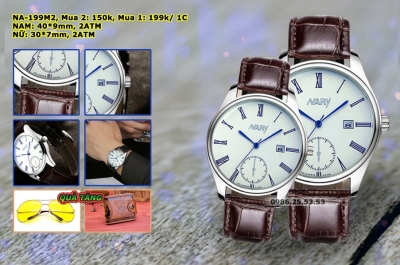 NA-199M2, Mua 2: 150k, Mua 1: 199k/ 1C
NAM: 40*9mm, 2ATM
NỮ: 30*7mm, 2ATM
NARY
NARY
QUÀ TẶNG
0986.25.53.53